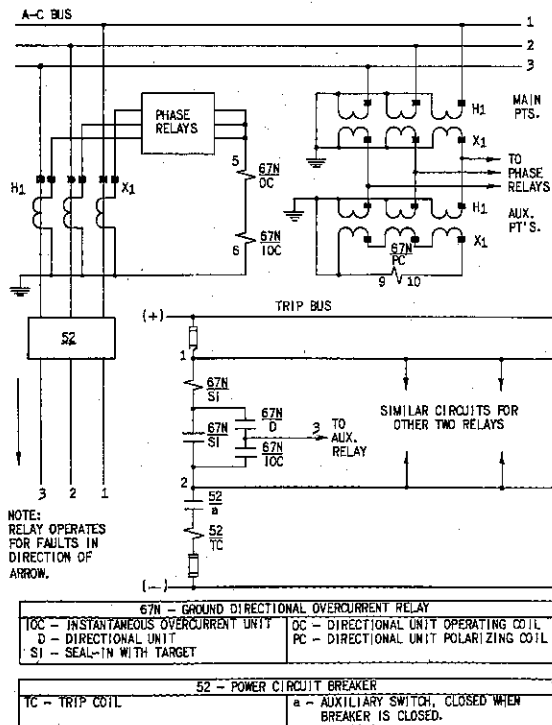 A-C BUS
1
2
3
PHASE
RELAYS
H1
X1
5
67N
OC
6
67N
IOC
H1
MAIN
PTS.
X1
TO
PHASE
RELAYS
H1
AUX.
PT'S.
X1
67N
PC
9 10
52
3 2 1
NOTE:
RELAY OPERATES
FOR FAULTS IN
DIRECTION OF
ARROW.
(+)
TRIP BUS
1
67N
SI
67N
SI
67N
D
67N
IOC
3
TO
AUX.
RELAY
SIMILAR CIRCUITS FOR
OTHER TWO RELAYS
2
52
a
52
TC
(-)
67N - GROUND DIRECTIONAL OVERCURRENT RELAY
IOC - INSTANTANEOUS OVERCURRENT UNIT
D - DIRECTIONAL UNIT
SI - SEAL-IN WITH TARGET
OC - DIRECTIONAL UNIT OPERATING COIL
PC - DIRECTIONAL UNIT POLARIZING COIL
52 - POWER CIRCUIT BREAKER
TC - TRIP COIL
a - AUXILIARY SWITCH, CLOSED WHEN
BREAKER IS CLOSED.